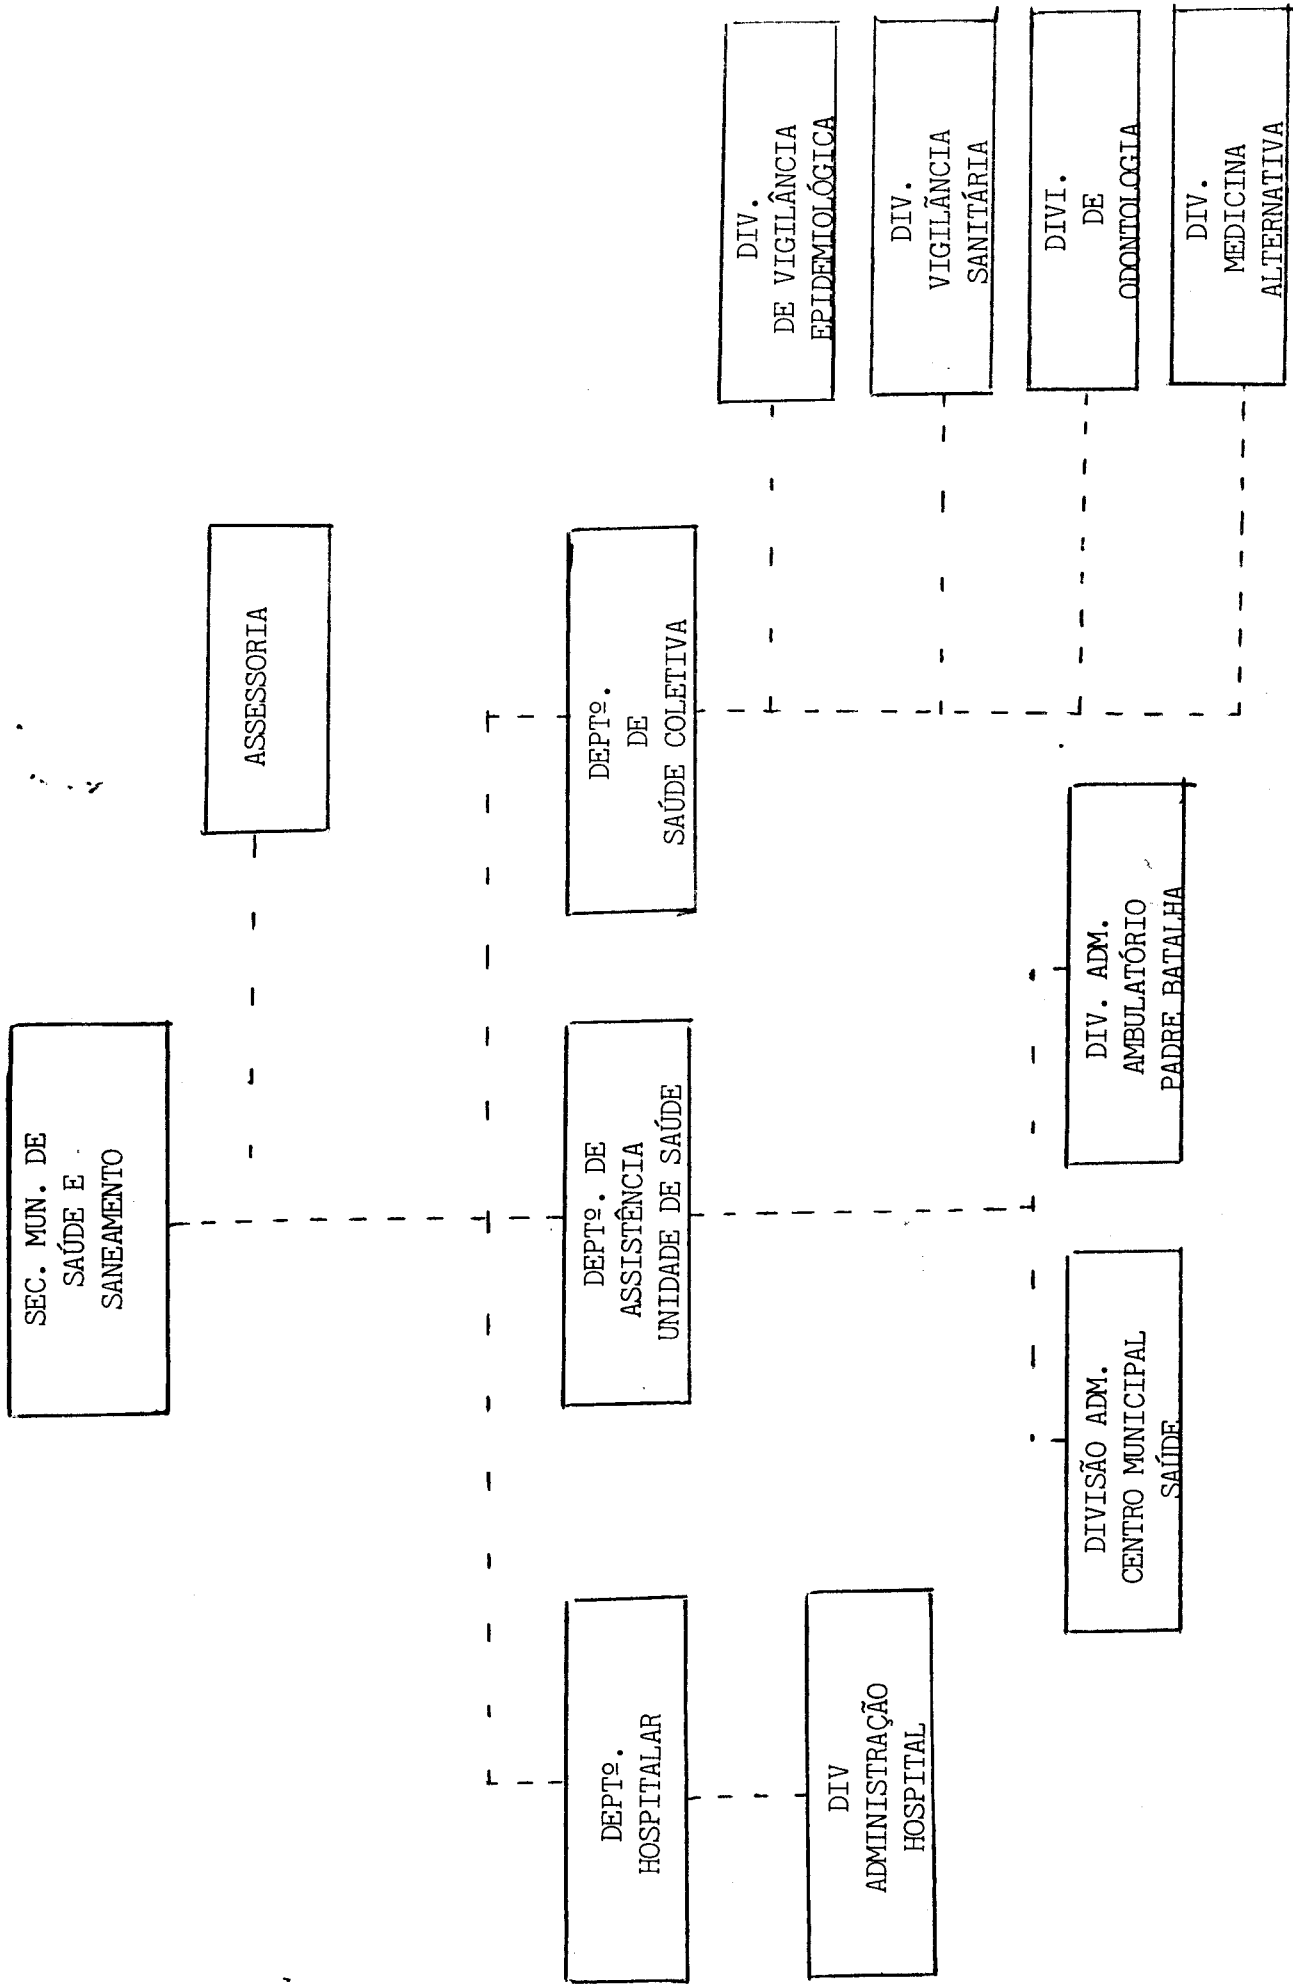 SEC. MUN. DE
SAÚDE E
SANEAMENTO
ASSESSORIA
DEPTº.
HOSPITALAR
DEPTº. DE
ASSISTÊNCIA
UNIDADE DE SAÚDE
DEPTº.
DE
SAÚDE COLETIVA
DIV
ADMINISTRAÇÃO
HOSPITAL
DIVISÃO ADM.
CENTRO MUNICIPAL
SAÚDE
DIV. ADM.
AMBULATÓRIO
PADRE BATALHA
DIV.
DE VIGILÂNCIA
EPIDEMIOLÓGICA
DIV.
VIGILÃNCIA
SANITÁRIA
DIVI.
DE
ODONTOLOGIA
DIV.
MEDICINA
ALTERNATIVA